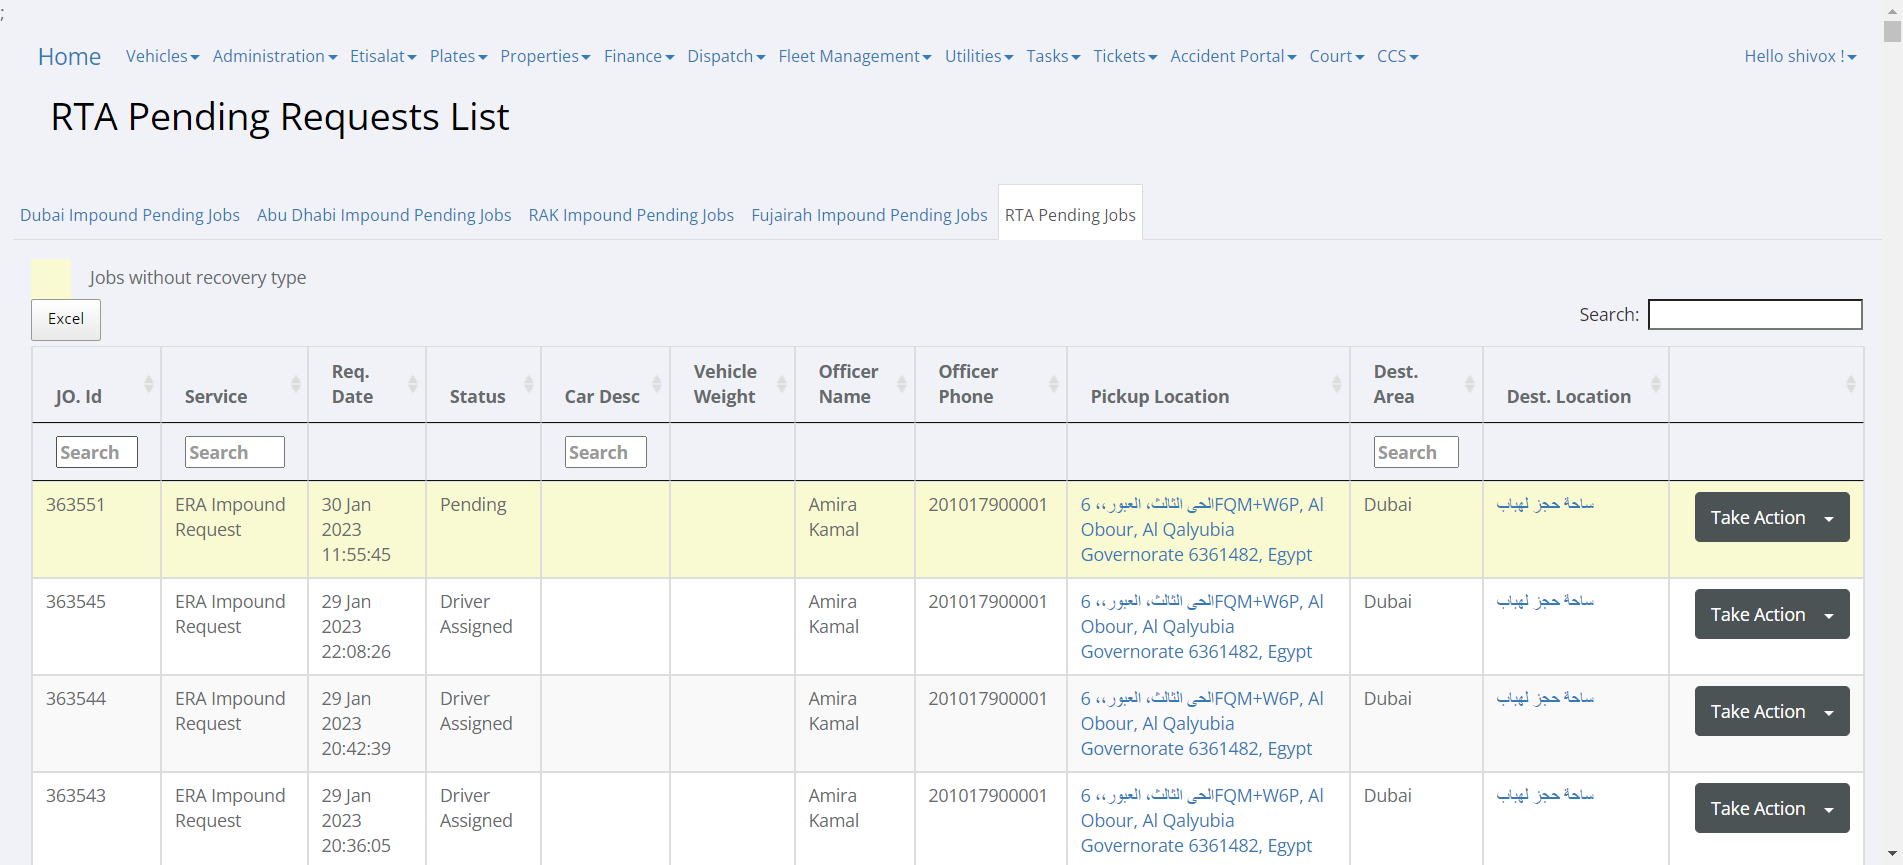 ;
Home Vehicles Administration Etisalat Plates Properties Finance Dispatch Fleet Management Utilities Tasks Tickets Accident Portal Court CCS Hello shivox !
RTA Pending Requests List
Dubai Impound Pending Jobs Abu Dhabi Impound Pending Jobs RAK Impound Pending Jobs Fujairah Impound Pending Jobs RTA Pending Jobs
Jobs without recovery type
Excel
Search:
JO. Id
Service
Req.
Date
Status
Car Desc
Vehicle
Weight
Officer
Name
Officer
Phone
Pickup Location
Dest.
Area
Dest. Location
Search
Search
Search
Search
363551
ERA Impound
Request
30 Jan
2023
11:55:45
Pending
Amira
Kamal
201017900001
6 الحى الثالث، العبور،،FQM+W6P, Al
Obour, Al Qalyubia
Governorate 6361482, Egypt
Dubai
ساحة حجز لهباب
Take Action
363545
ERA Impound
Request
29 Jan
2023
22:08:26
Driver
Assigned
Amira
Kamal
201017900001
6 الحى الثالث، العبور،،FQM+W6P, Al
Obour, Al Qalyubia
Governorate 6361482, Egypt
Dubai
ساحة حجز لهباب
Take Action
363544
ERA Impound
Request
29 Jan
2023
20:42:39
Driver
Assigned
Amira
Kamal
201017900001
6 الحى الثالث، العبور،،FQM+W6P, Al
Obour, Al Qalyubia
Governorate 6361482, Egypt
Dubai
ساحة حجز لهباب
Take Action
363543
ERA Impound
Request
29 Jan
2023
20:36:05
Driver
Assigned
Amira
Kamal
201017900001
6 الحى الثالث، العبور،،FQM+W6P, Al
Obour, Al Qalyubia
Governorate 6361482, Egypt
Dubai
ساحة حجز لهباب
Take Action